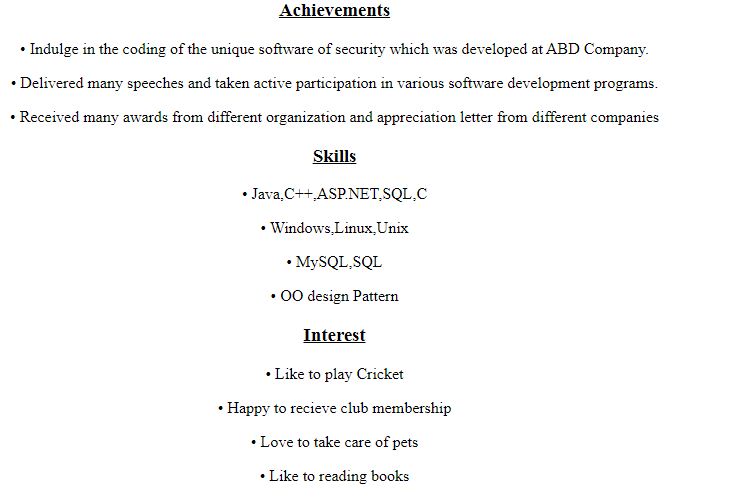 Achievements
• Indulge in the coding of the unique software of security which was developed at ABD Company.
• Delivered many speeches and taken active participation in various software development programs.
• Received many awards from different organization and appreciation letter from different companies
Skills
• Java,C++,ASP.NET,SQL,C
• Windows,Linux,Unix
• MySQL,SQL
• OO design Pattern
Interest
• Like to play Cricket
• Happy to recieve club membership
• Love to take care of pets
• Like to reading books